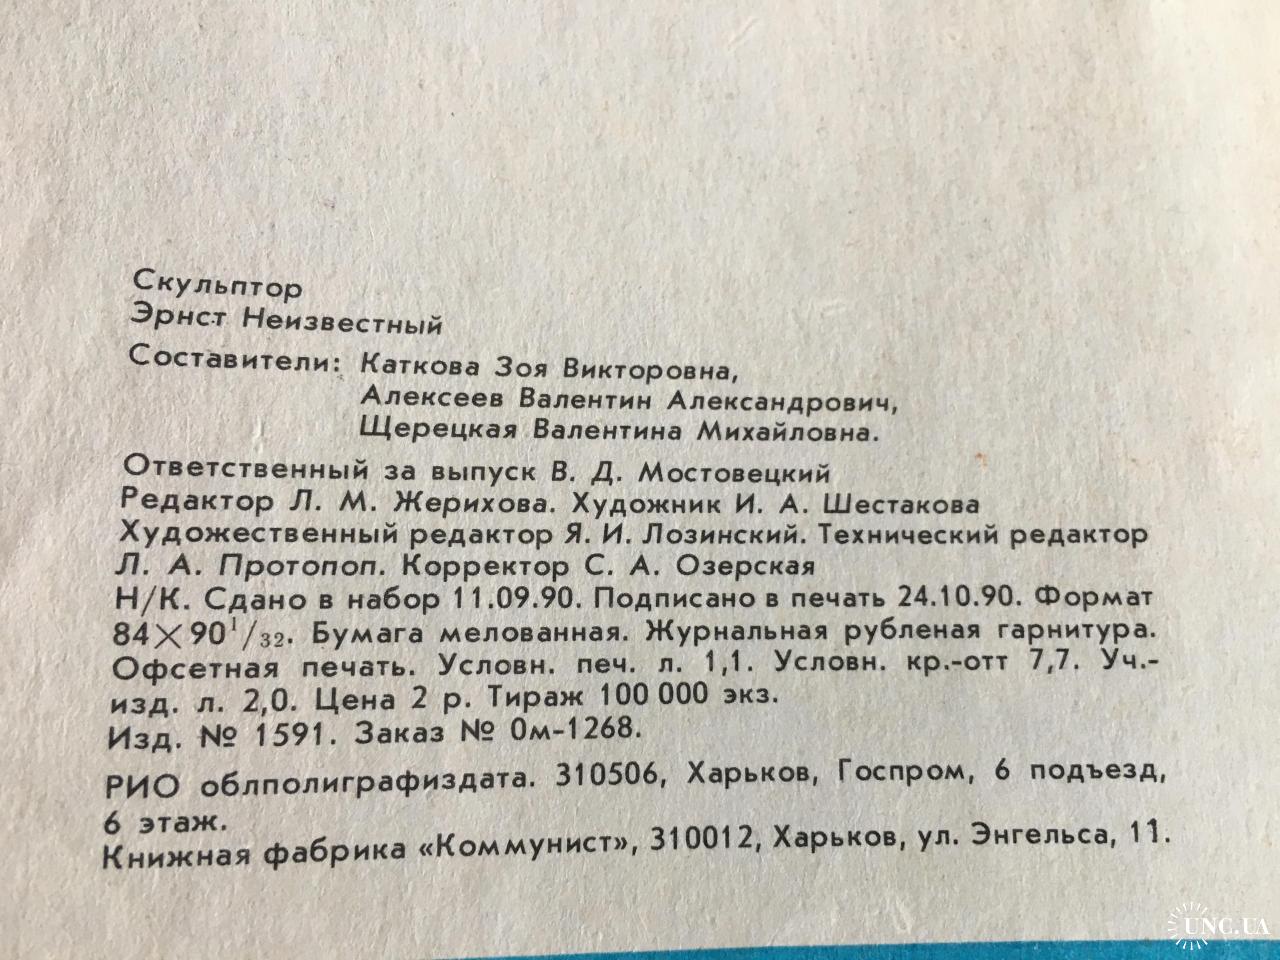 Скульптор
Эрнст Неизвестный
Составители: Каткова Зоя Викторовна,
Алексеев Валентин Александрович,
Щерецкая Валентина Михайловна.
Ответственный за выпуск В. Д. Мостовецкий
Редактор Л. М. Жерихова. Художник И. А. Шестакова
Художественный редактор Я. И. Лозинский. Технический редактор
Л. А. Протопоп. Корректор С. А. Озерская
Н/К. Сдано в набор 11.09.90. Подписано в печать 24.10.90. Формат
84×90¹/₃₂. Бумага мелованная. Журнальная рубленая гарнитура.
Офсетная печать. Условн. печ. л. 1,1. Условн. кр.-отт 7,7. Уч.-
изд. л. 2,0. Цена 2 р. Тираж 100 000 экз.
Изд. № 1591. Заказ № 0м-1268.
РИО облполиграфиздата. 310506, Харьков, Госпром, 6 подъезд,
6 этаж.
Книжная фабрика «Коммунист», 310012, Харьков, ул. Энгельса, 11.
UNC.UA